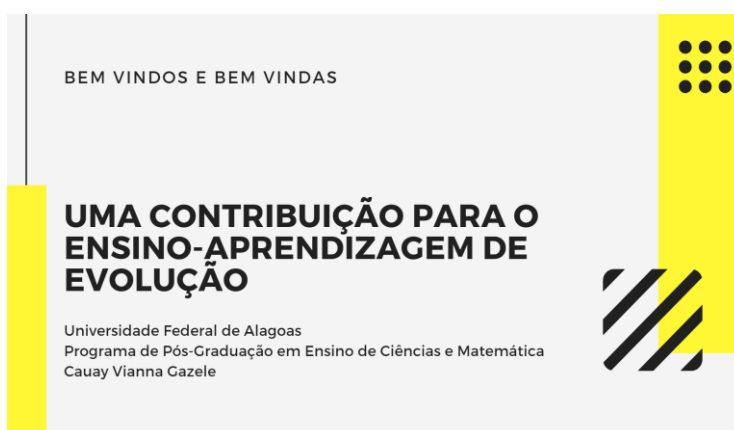 BEM VINDOS E BEM VINDAS
UMA CONTRIBUIÇÃO PARA O
ENSINO-APRENDIZAGEM DE
EVOLUÇÃO
Universidade Federal de Alagoas
Programa de Pós-Graduação em Ensino de Ciências e Matemática
Cauay Vianna Gazele